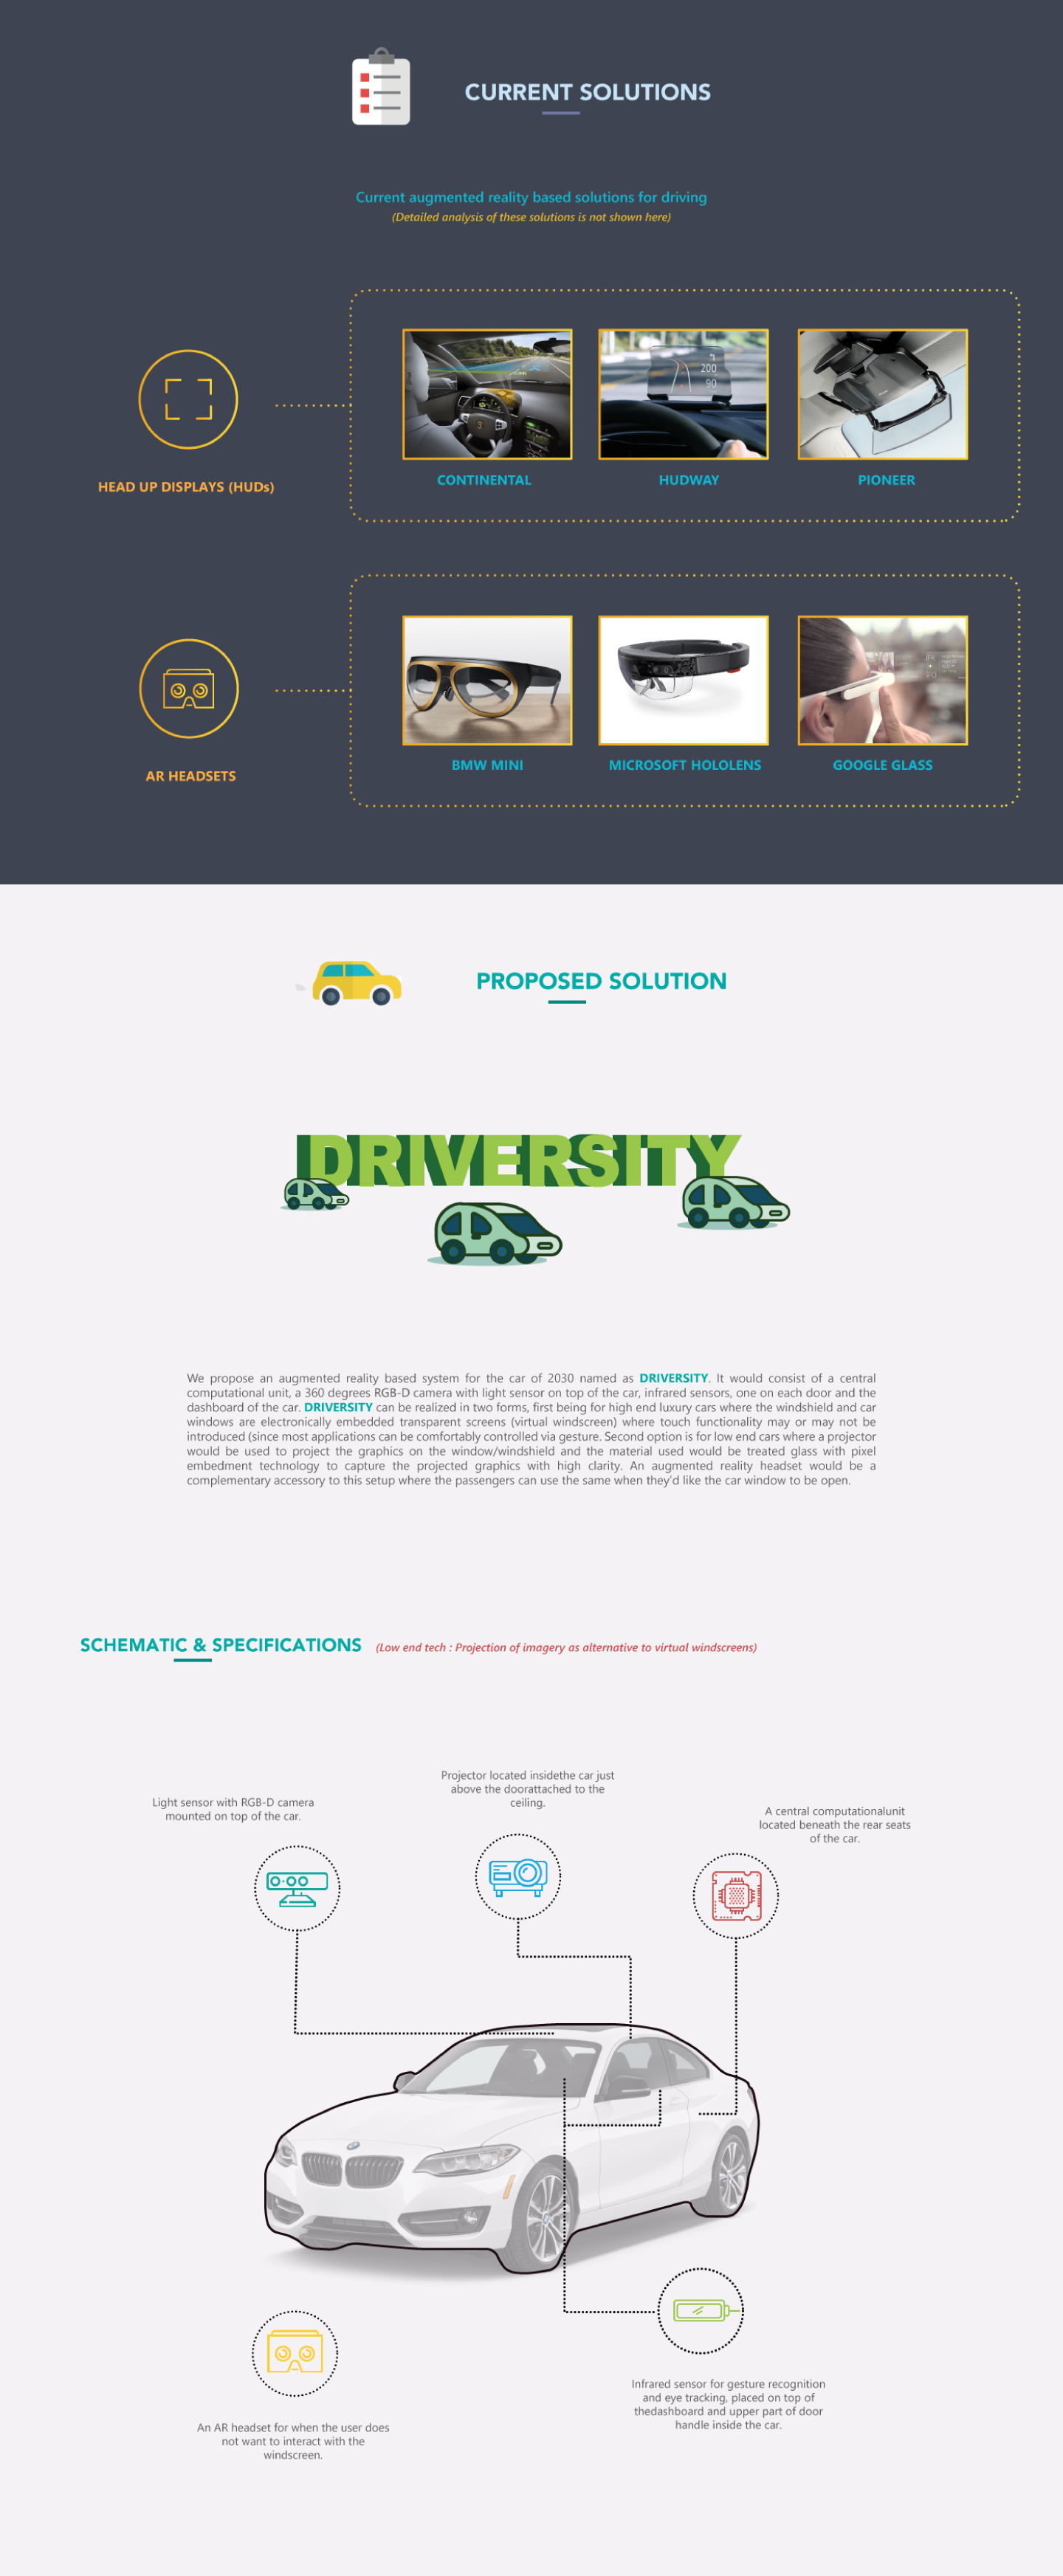 CURRENT SOLUTIONS
Current augmented reality based solutions for driving
(Detailed analysis of these solutions is not shown here)
200
90
HEAD UP DISPLAYS (HUDs)
CONTINENTAL
HUDWAY
PIONEER
AR HEADSETS
BMW MINI
MICROSOFT HOLOLENS
GOOGLE GLASS
PROPOSED SOLUTION
DRIVERSITY
We propose an augmented reality based system for the car of 2030 named as DRIVERSITY. It would consist of a central
computational unit, a 360 degrees RGB-D camera with light sensor on top of the car, infrared sensors, one on each door and the
dashboard of the car. DRIVERSITY can be realized in two forms, first being for high end luxury cars where the windshield and car
windows are electronically embedded transparent screens (virtual windscreen) where touch functionality may or may not be
introduced (since most applications can be comfortably controlled via gesture. Second option is for low end cars where a projector
would be used to project the graphics on the window/windshield and the material used would be treated glass with pixel
embedment technology to capture the projected graphics with high clarity. An augmented reality headset would be a
complementary accessory to this setup where the passengers can use the same when they'd like the car window to be open.
SCHEMATIC & SPECIFICATIONS (Low end tech : Projection of imagery as alternative to virtual windscreens)
Light sensor with RGB-D camera
mounted on top of the car.
Projector located insidethe car just
above the doorattached to the
ceiling.
A central computationalunit
located beneath the rear seats
of the car.
An AR headset for when the user does
not want to interact with the
windscreen.
Infrared sensor for gesture recognition
and eye tracking, placed on top of
thedashboard and upper part of door
handle inside the car.